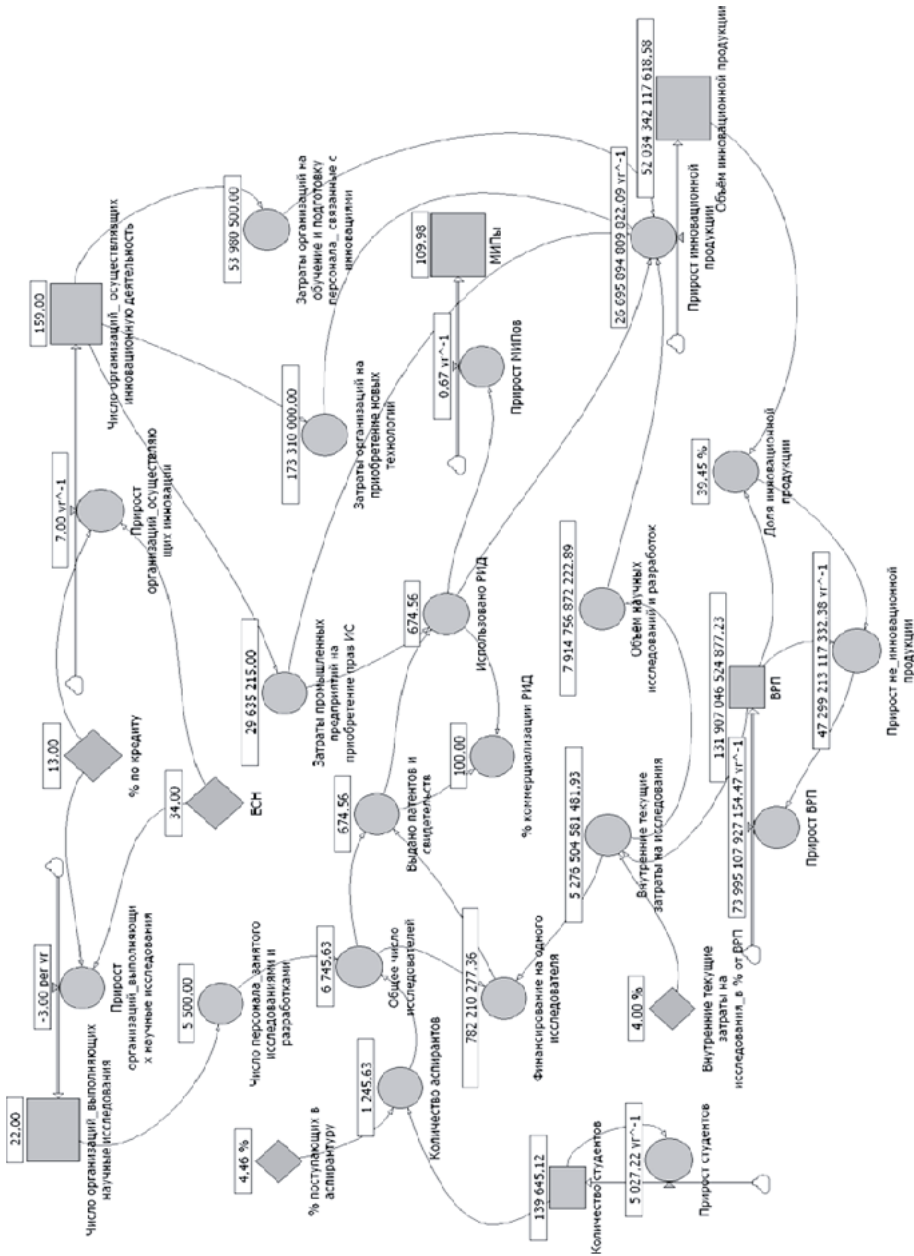 22.00
Число организаций_выполняющих
научные исследования
-3.00 per yr
Прирост
организаций_выполняющи
х научные исследования
13.00
% по кредиту
34.00
ЕСН
7.00 yr^-1
Прирост
организаций_осуществляю
щих инноваций
159.00
Число организаций_ осуществляющих
инновационную деятельность
5 500.00
Число персонала_занятого
исследованиями и
разработками
29 635 215.00
Затраты промышленных
предприятий на
приобретение прав ИС
173 310 000.00
Затраты организаций на
приобретение новых
технологий
53 980 500.00
Затраты организаций на
обучение и подготовку
персонала_ связанные с
инновациями
4.46 %
% поступающих в
аспирантуру
1 245.63
Количество аспирантов
6 745.63
Общее число
исследователей
674.56
Выдано патентов и
свидетельств
674.56
Использовано РИД
0.67 yr^-1
Прирост МИПов
109.98
МИПы
100.00
% коммерциализации РИД
782 210 277.36
Финансирование на одного
исследователя
139 645.12
Количество студентов
5 027.22 yr^-1
Прирост студентов
4.00 %
Внутренние текущие
затраты на
исследования_в % от ВРП
5 276 504 581 481.93
Внутренние текущие
затраты на исследования
7 914 756 872 222.89
Объем научных
исследований и разработок
26 695 894 809 822.09 yr^-1
Прирост инновационной
продукции
52 034 342 117 618.58
Объём инновационной продукции
131 907 046 524 877.23
ВРП
73 995 107 927 154.47 yr^-1
Прирост ВРП
47 299 213 117 332.38 yr^-1
Прирост не_инновационной
продукции
39.45 %
Доля инновационной
продукции